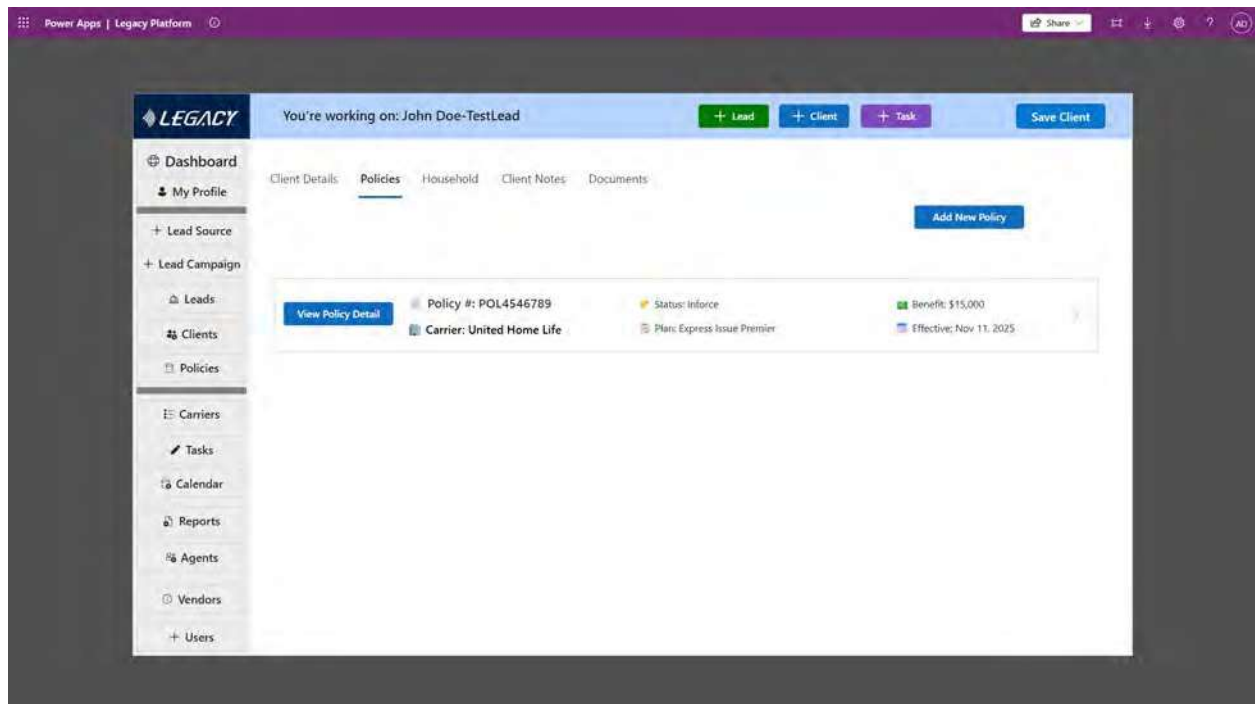 Power Apps | Legacy Platform
Share
?
AD
LEGACY
You're working on: John Doe-TestLead
+ Lead
+ Client
+ Task
Save Client
Dashboard
My Profile
+ Lead Source
+ Lead Campaign
Leads
Clients
Policies
Carriers
Tasks
Calendar
Reports
Agents
Vendors
+ Users
Client Details Policies Household Client Notes Documents
Add New Policy
View Policy Detail
Policy #: POL4546789
Status: Inforce
Benefit: $15,000
Carrier: United Home Life
Plan: Express Issue Premier
Effective: Nov 11, 2025